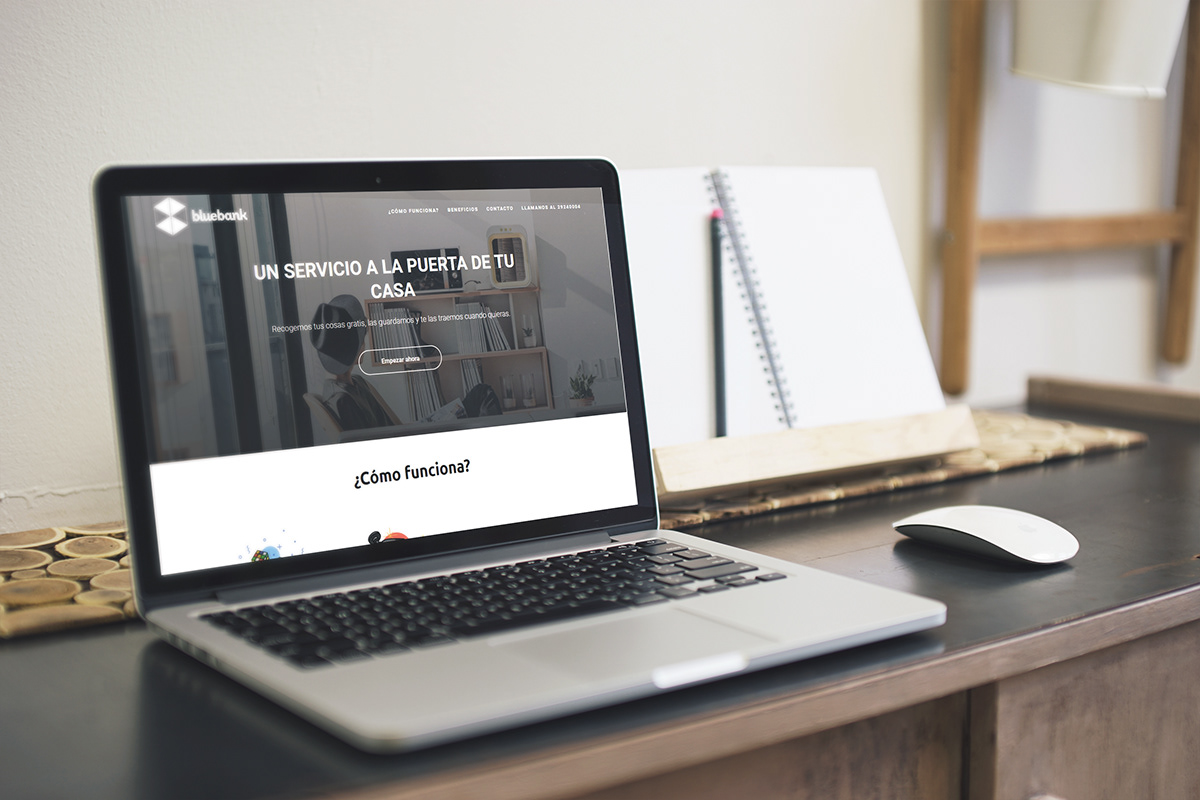 bluebank
¿CÓMO FUNCIONA? BENEFICIOS CONTACTO LLAMANOS AL 29240004
UN SERVICIO A LA PUERTA DE TU
CASA
Recogemos tus cosas gratis, las guardamos y te las traemos cuando quieras.
Empezar ahora
¿Cómo funciona?